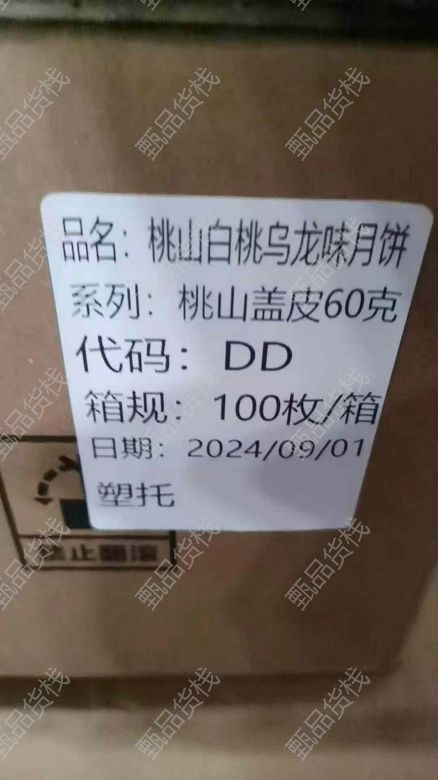 品名：桃山白桃乌龙味月饼
系列：桃山盖皮60克
代码：DD
箱规：100枚/箱
日期：2024/09/01
塑托
禁止翻滚
甄品货栈